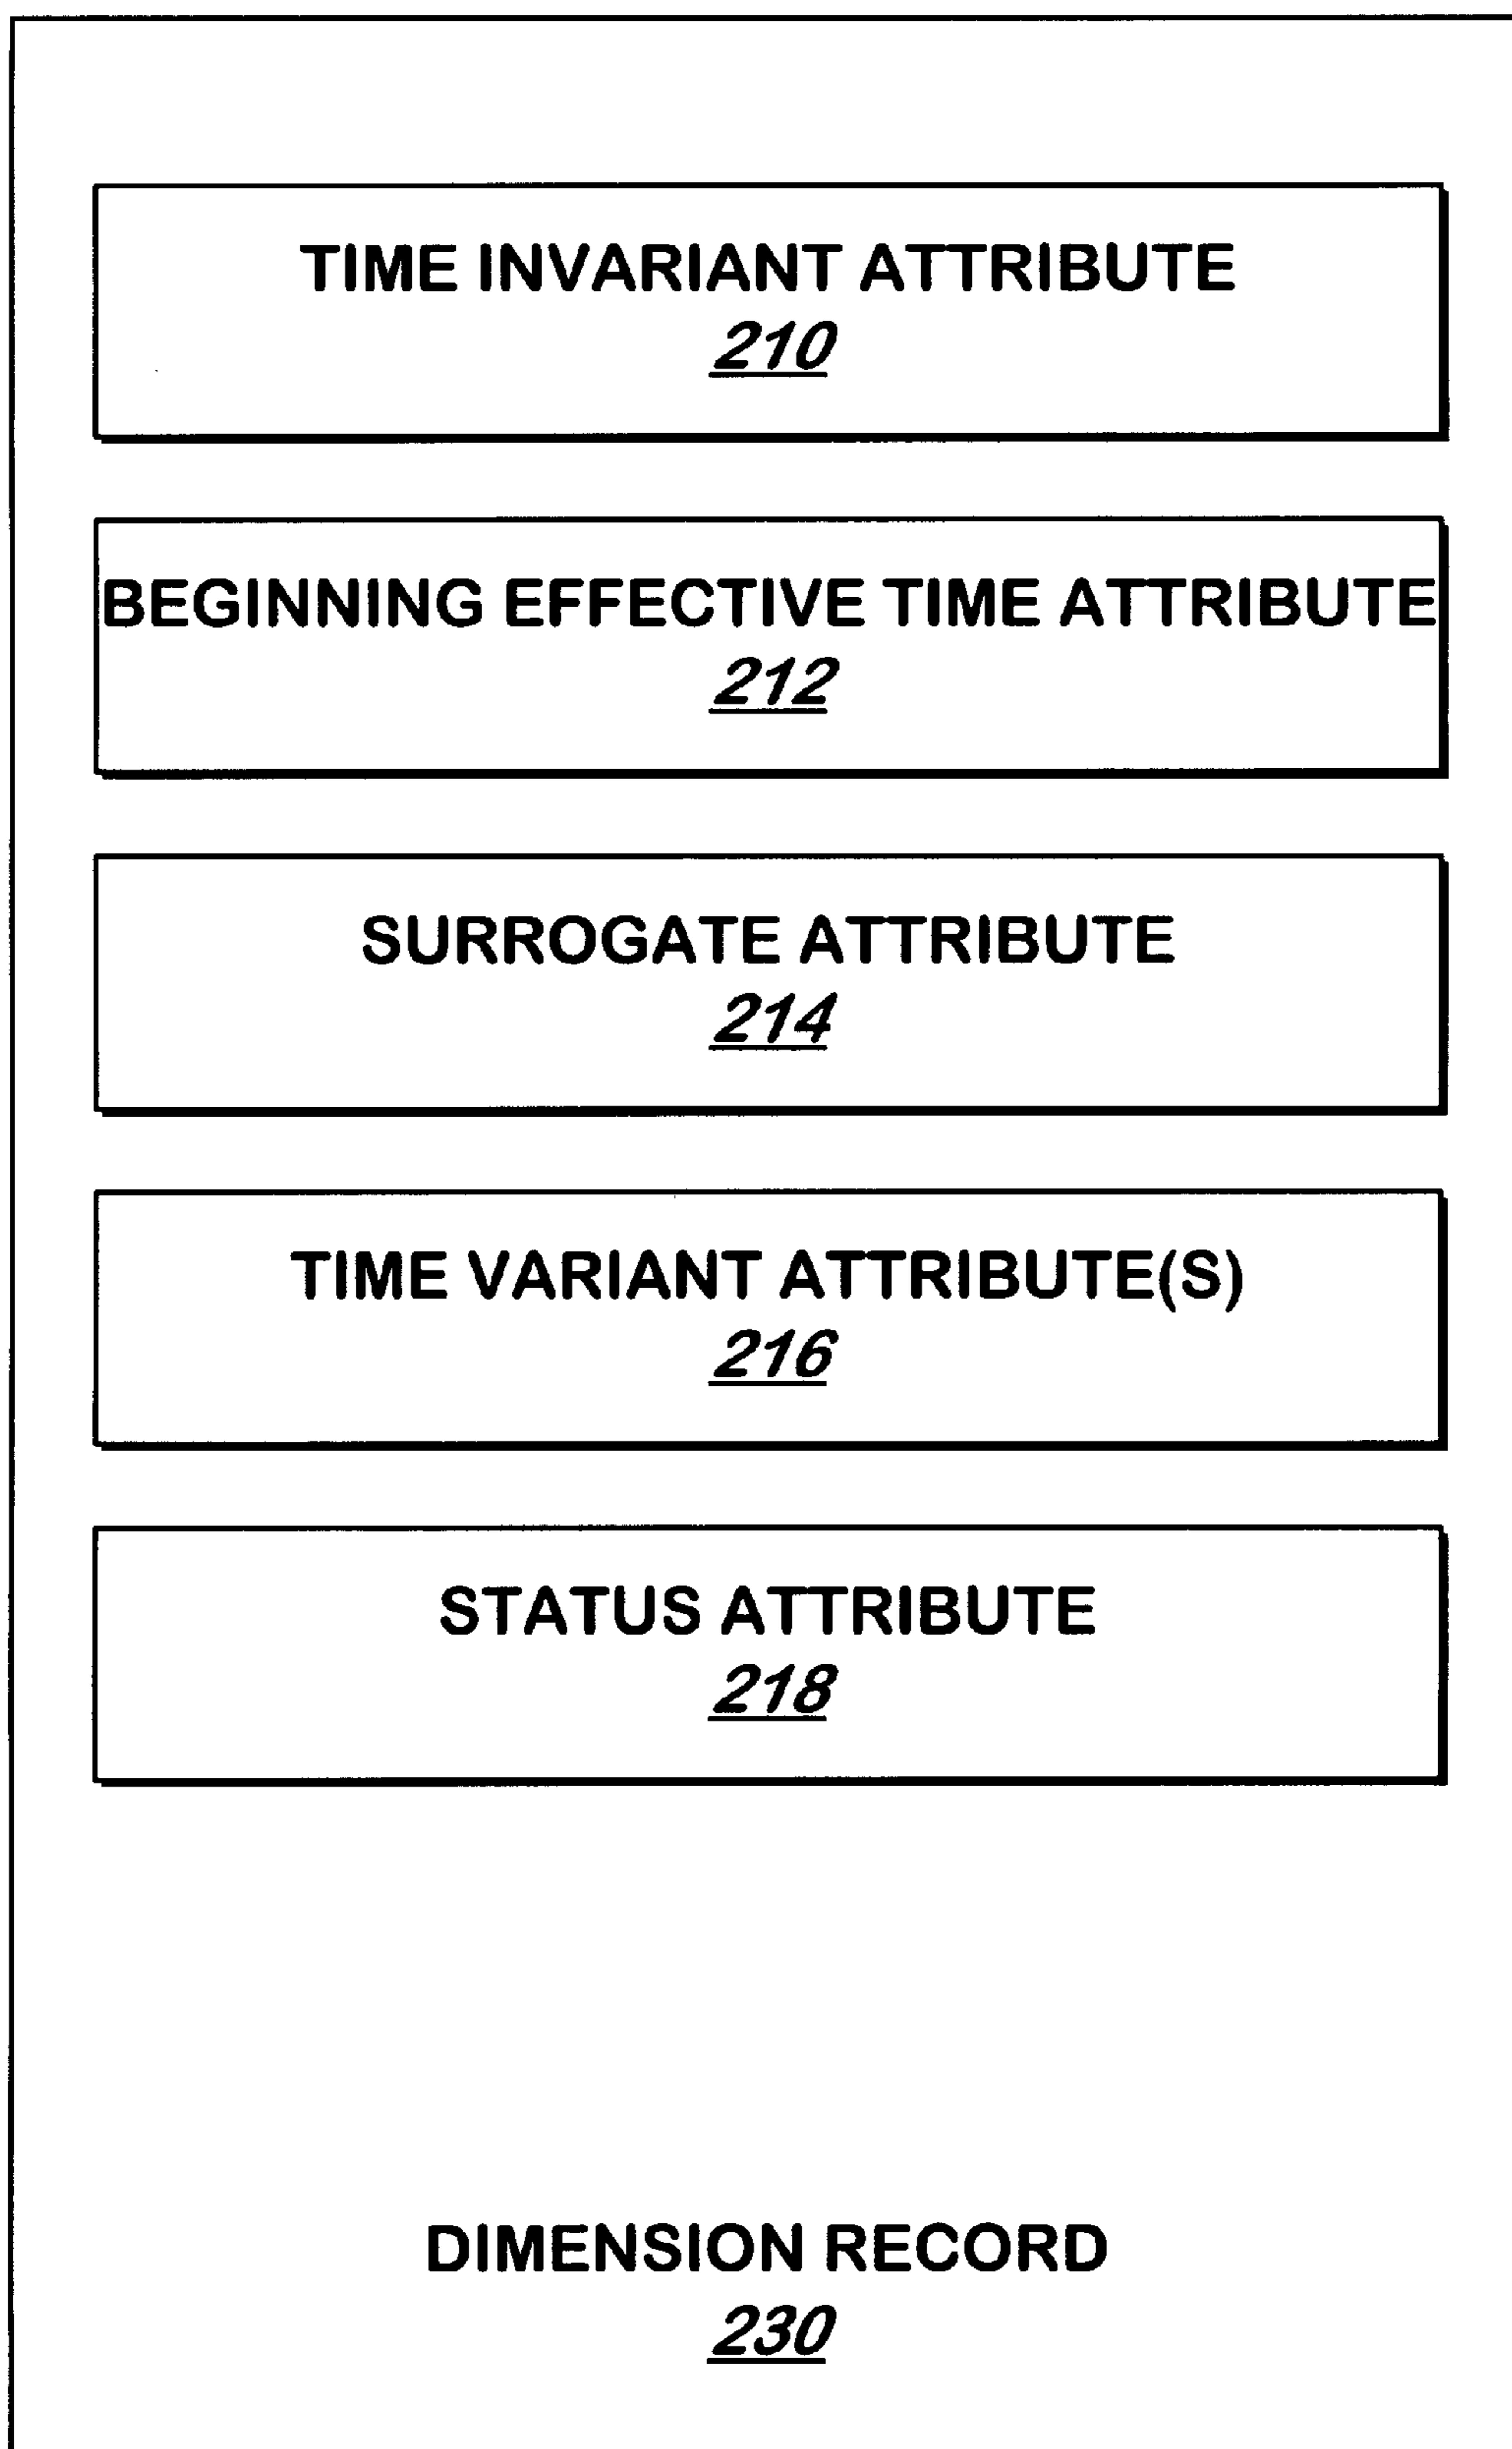 TIME INVARIANT ATTRIBUTE
210
BEGINNING EFFECTIVE TIME ATTRIBUTE
212
SURROGATE ATTRIBUTE
214
TIME VARIANT ATTRIBUTE(S)
216
STATUS ATTRIBUTE
218
DIMENSION RECORD
230